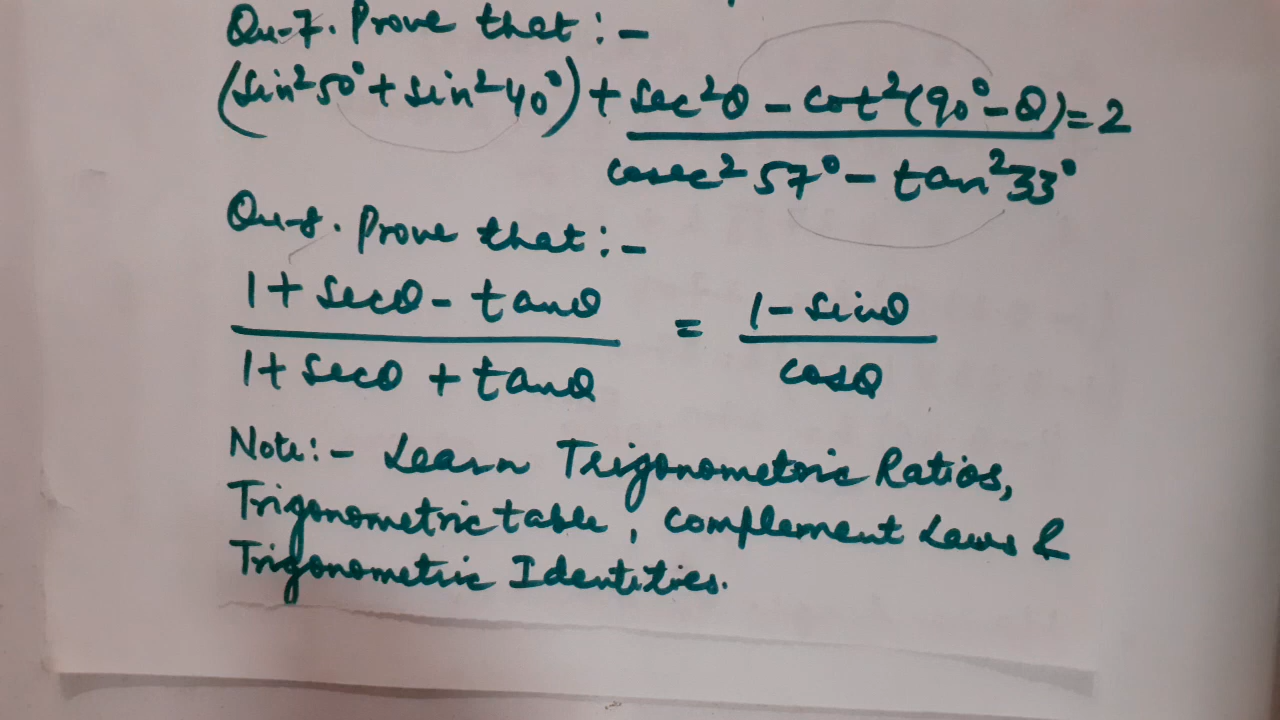 Qu-7. Prove that :-
(sin²50° + sin²40°) + sec²θ - cot²(90°-θ) = 2
cosec²57° - tan²33°
Qu-8. Prove that :-
1+ secθ - tanθ = 1- sinθ
1+ secθ + tanθ cosθ
Note:- Learn Trigonometric Ratios,
Trigonometric table, complement Laws &
Trigonometric Identities.